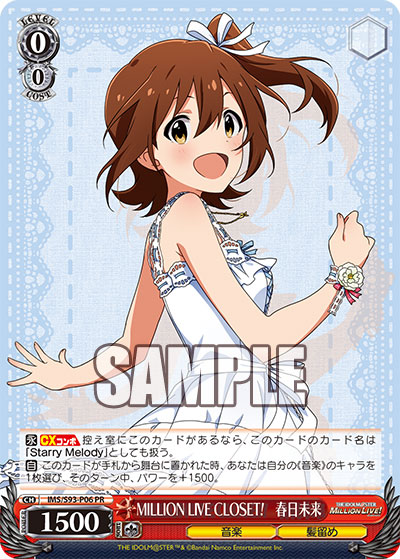 LEVEL
0
0
COST
SAMPLE
永 CXコンボ 控え室にこのカードがあるなら、このカードのカード名は
「Starry Melody」としても扱う。
自 このカードが手札から舞台に置かれた時、あなたは自分の《音楽》のキャラを
1枚選び、そのターン中、パワーを+1500。
CH IMS/S93-P06 PR
1500
MILLION LIVE CLOSET! 春日未来
THE IDOLM@STER
MILLION LIVE!
音楽 髪留め
THE IDOLM@STER™& ©Bandai Namco Entertainment Inc.